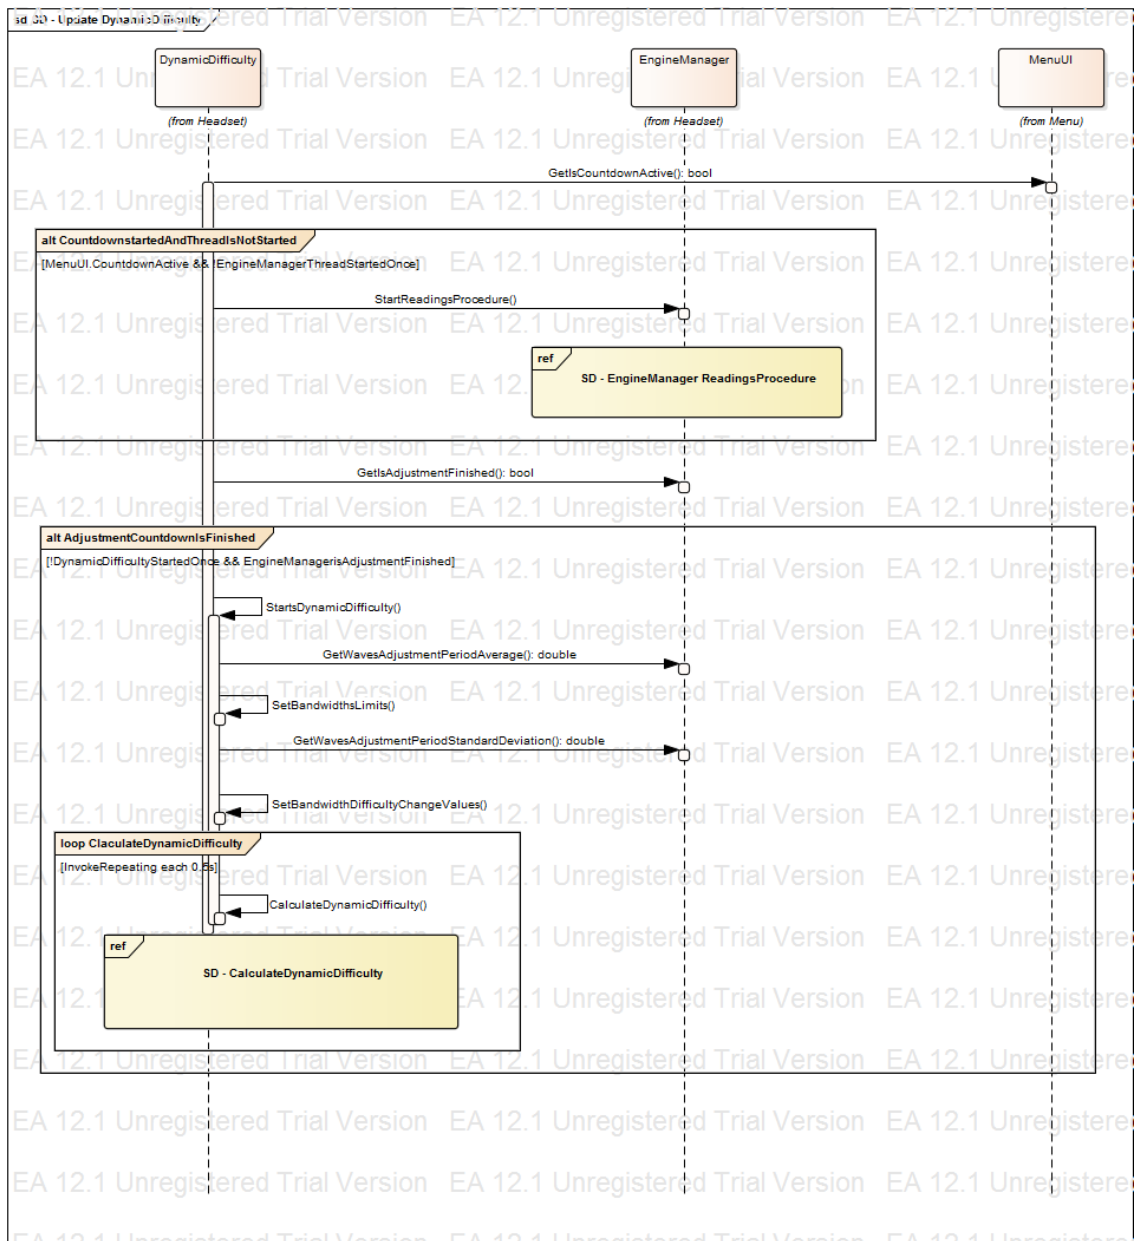 sd SD - Update DynamicDifficulty
DynamicDifficulty
EngineManager
MenuUI
(from Headset)
(from Headset)
(from Menu)
GetIsCountdownActive(): bool
alt CountdownstartedAndThreadIsNotStarted
[MenuUI.CountdownActive && !EngineManagerThreadStartedOnce]
StartReadingsProcedure()
ref
SD - EngineManager ReadingsProcedure
GetIsAdjustmentFinished(): bool
alt AdjustmentCountdownIsFinished
[!DynamicDifficultyStartedOnce && EngineManagerisAdjustmentFinished]
StartsDynamicDifficulty()
GetWavesAdjustmentPeriodAverage(): double
SetBandwidthsLimits()
GetWavesAdjustmentPeriodStandardDeviation(): double
SetBandwidthDifficultyChangeValues()
loop ClaculateDynamicDifficulty
[InvokeRepeating each 0.5s]
CalculateDynamicDifficulty()
ref
SD - CalculateDynamicDifficulty
EA 12.1 Unregistered Trial Version